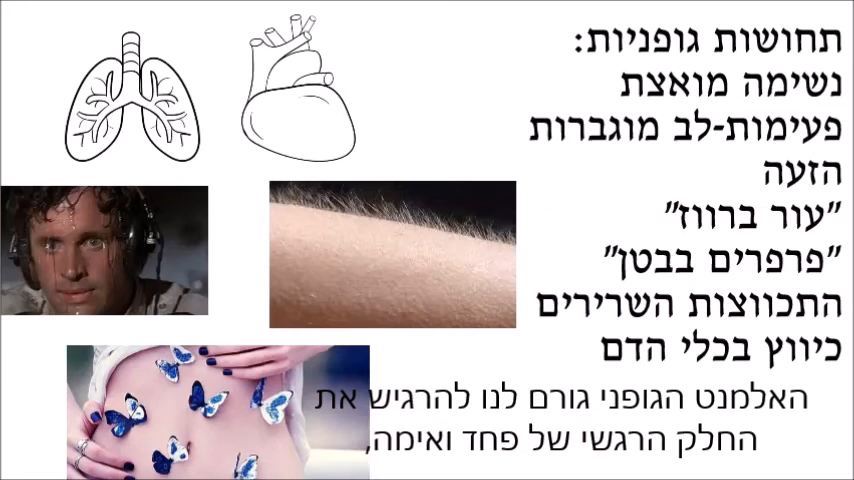 תחושות גופניות:
נשימה מואצת
פעימות-לב מוגברות
הזעה
"עור ברווז"
"פרפרים בבטן"
התכווצות השרירים
כיווץ בכלי הדם
האלמנט הגופני גורם לנו להרגיש את
החלק הרגשי של פחד ואימה,